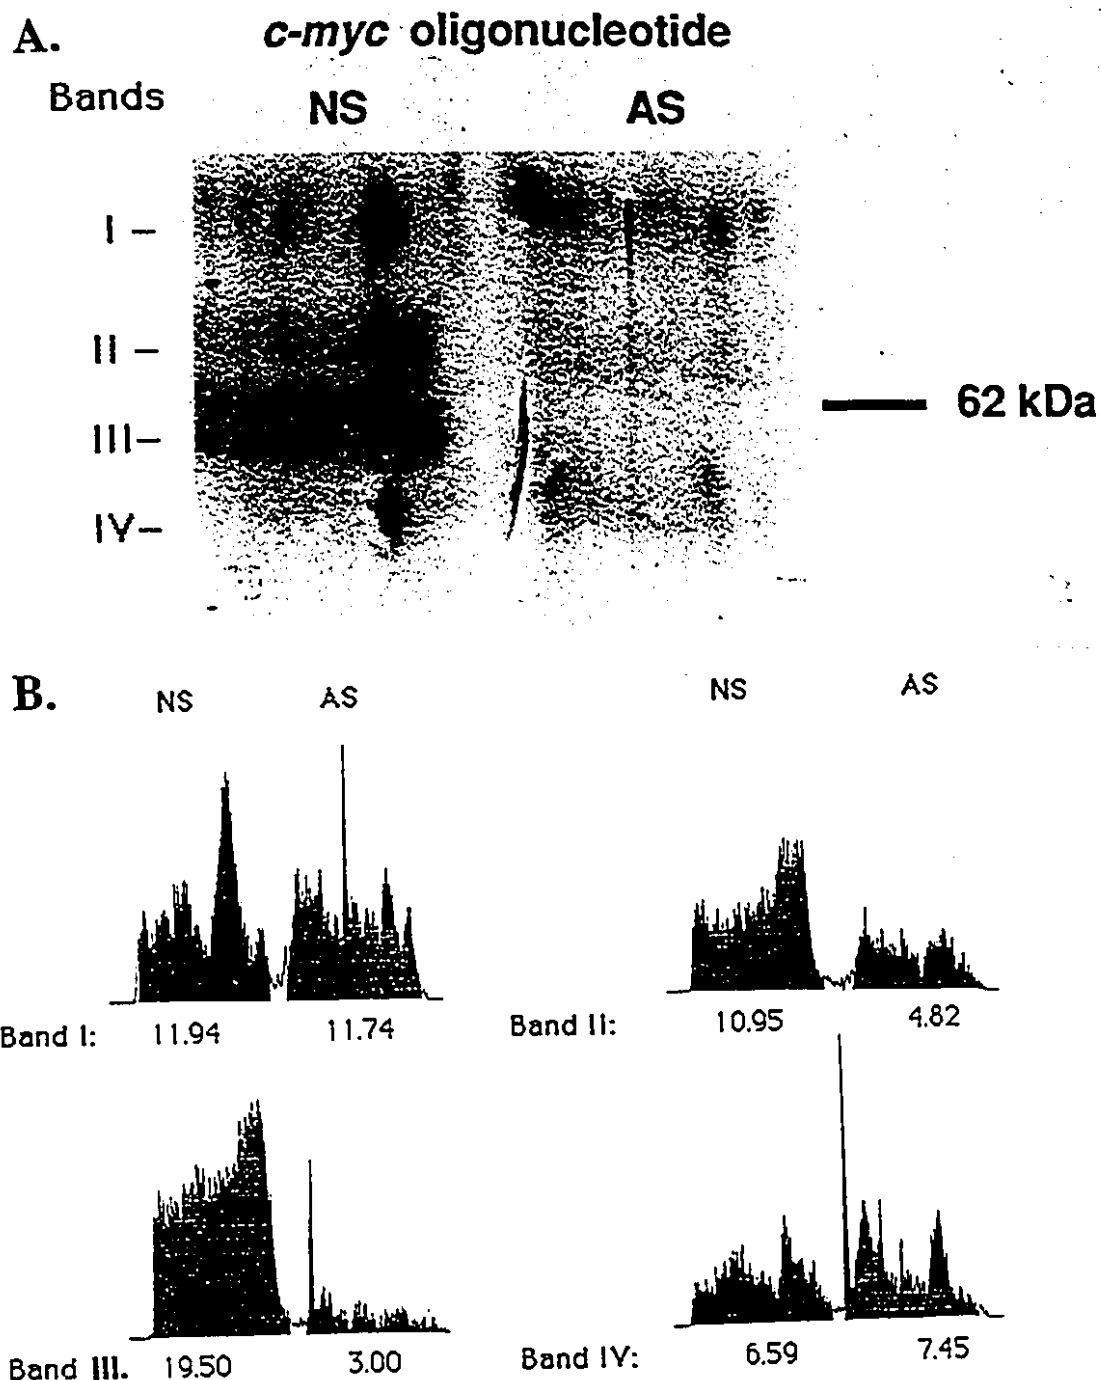 A.
c-myc oligonucleotide
Bands
NS
AS
I –
II –
III–
IV–
62 kDa
B.
NS
AS
NS
AS
Band I:
11.94
11.74
Band II:
10.95
4.82
Band III.
19.50
3.00
Band IV:
6.59
7.45